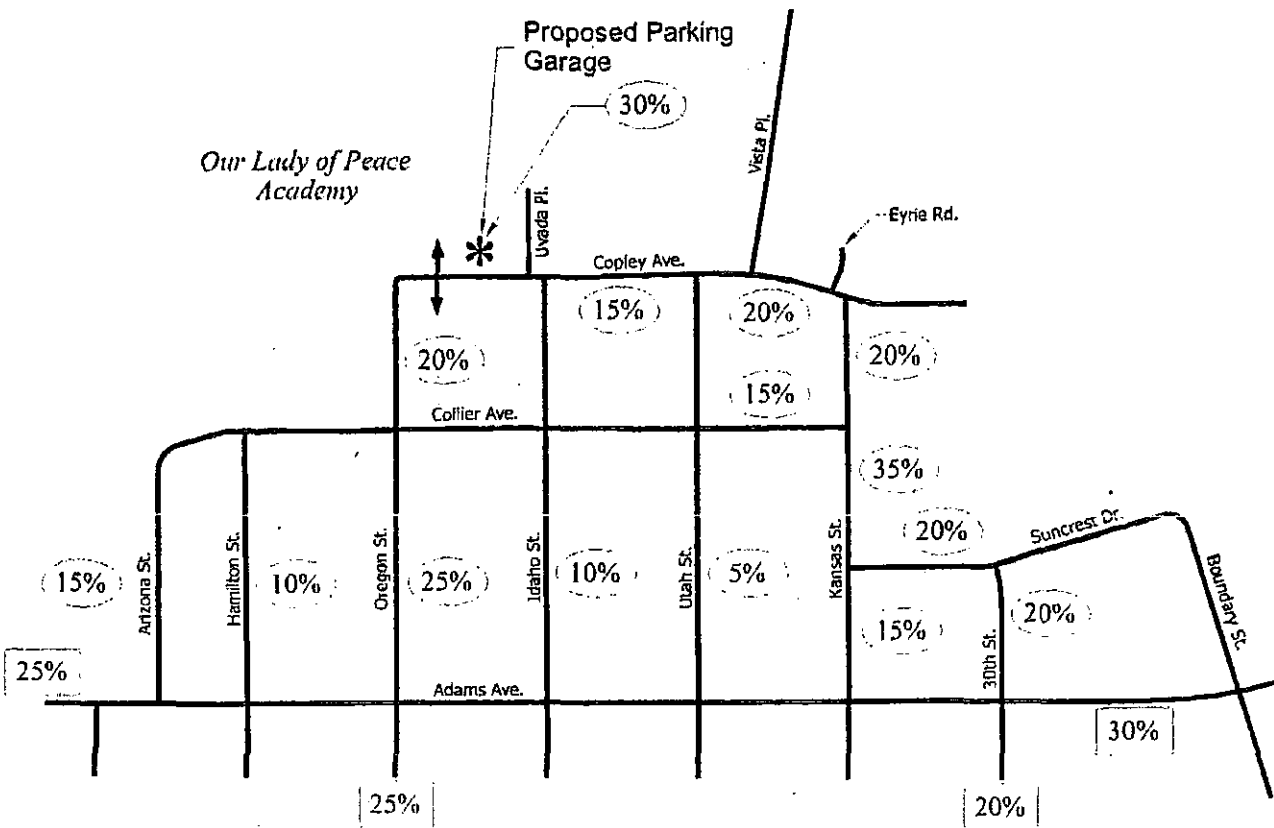 Proposed Parking
Garage
30%
Our Lady of Peace
Academy
Vista Pl.
Uvada Pl.
Eyrie Rd.
Copley Ave.
15%
20%
20%
20%
15%
Collier Ave.
35%
20%
Suncrest Dr.
Boundary St.
15%
Arizona St.
Hamilton St.
10%
Oregon St.
25%
Idaho St.
10%
Utah St.
5%
Kansas St.
15%
30th St.
20%
25%
Adams Ave.
30%
25%
20%